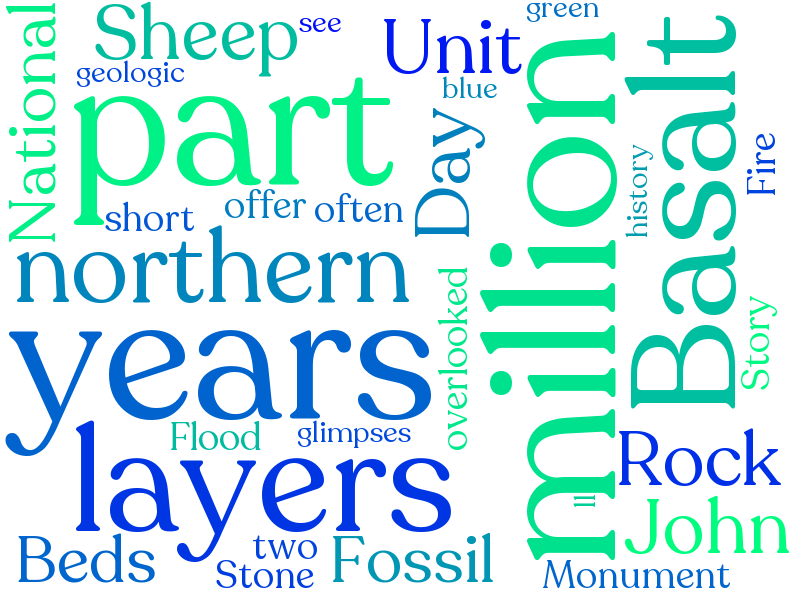 National
Sheep
see
Unit
green
geologic
blue
part
Day
million
Basalt
Fire
history
short
offer
often
northern
overlooked
years
Story
Flood
glimpses
layers
Rock
ll
John
Beds
two
Stone
Fossil
Monument